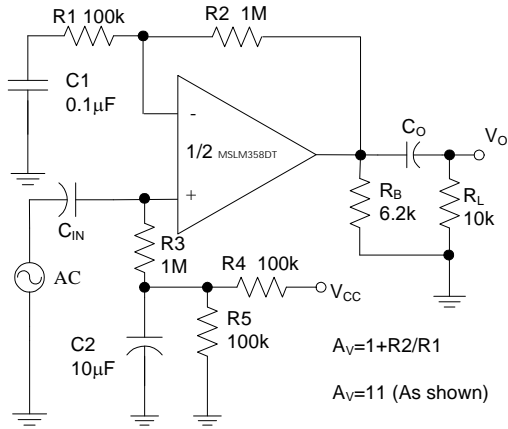 R1 100k
R2 1M
C1
0.1μF
-
1/2 MSLM358DT
+
CO
VO
RB
6.2k
RL
10k
CIN
R3
1M
AC
R4 100k
VCC
R5
100k
C2
10μF
AV=1+R2/R1
AV=11 (As shown)